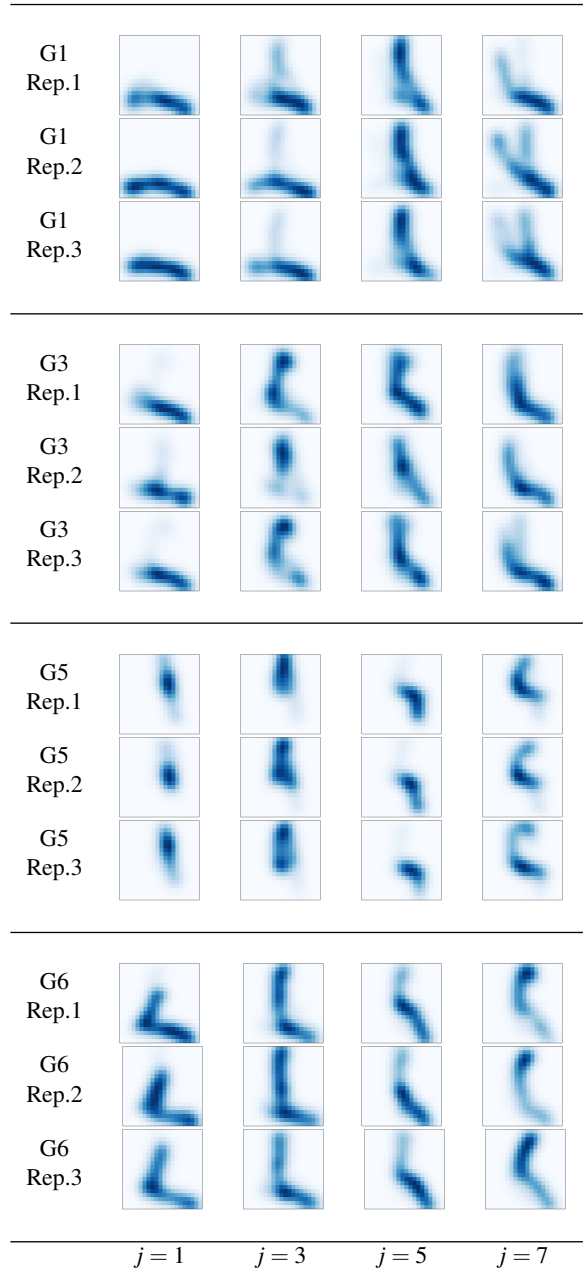 G1
Rep.1
G1
Rep.2
G1
Rep.3
G3
Rep.1
G3
Rep.2
G3
Rep.3
G5
Rep.1
G5
Rep.2
G5
Rep.3
G6
Rep.1
G6
Rep.2
G6
Rep.3
j = 1 j = 3 j = 5 j = 7